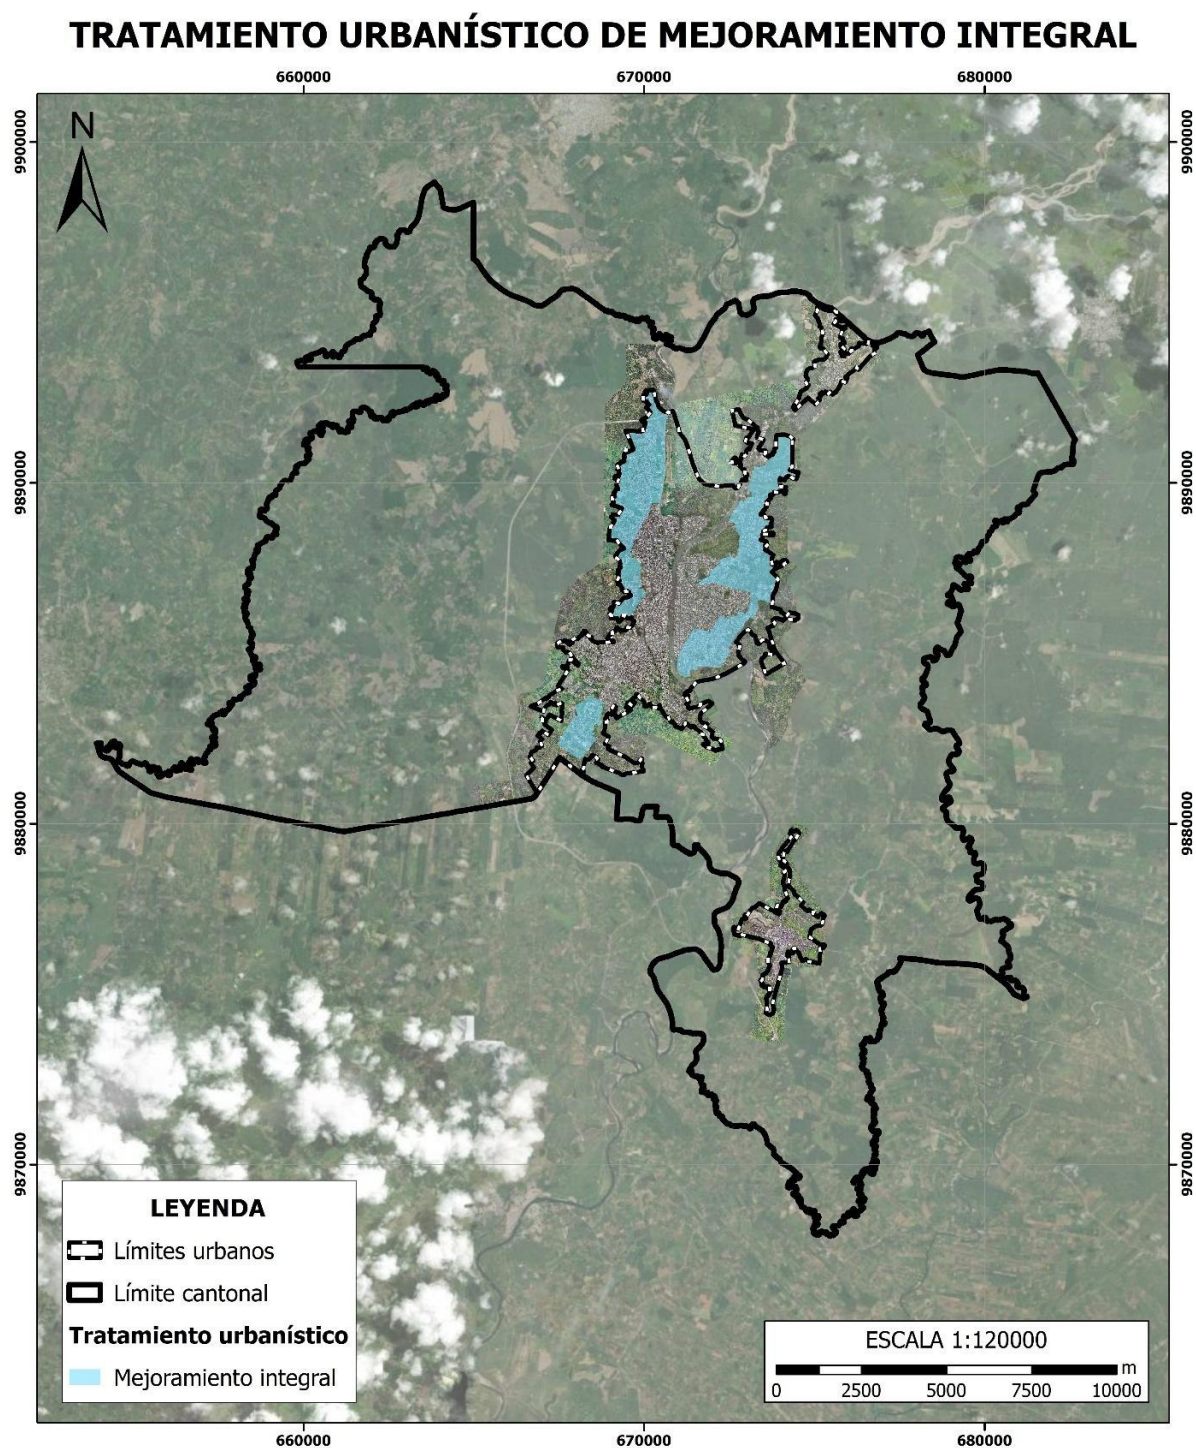 TRATAMIENTO URBANÍSTICO DE MEJORAMIENTO INTEGRAL
660000 670000 680000
N
9900000 9900000
9890000 9890000
9880000 9880000
9870000 9870000
LEYENDA
Límites urbanos
Límite cantonal
Tratamiento urbanístico
Mejoramiento integral
ESCALA 1:120000
m
0 2500 5000 7500 10000
660000 670000 680000